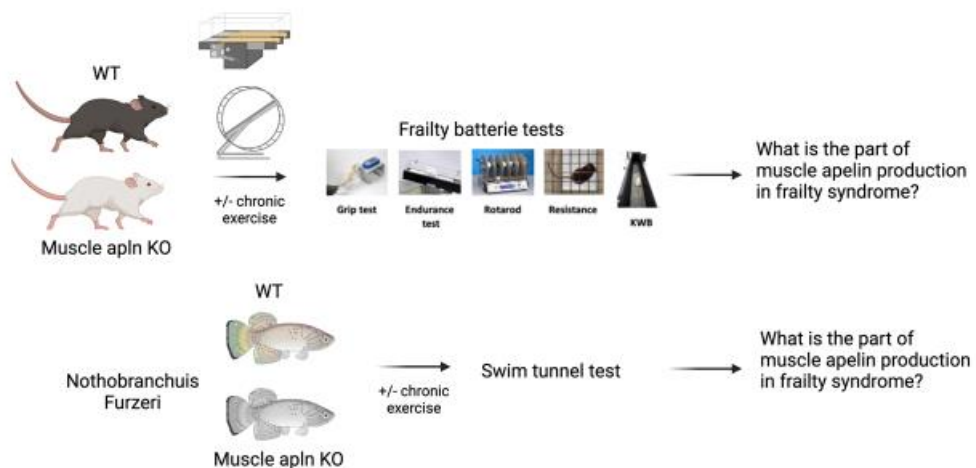 WT
Muscle apln KO
+/- chronic
exercise
Frailty batterie tests
Grip test
Endurance
test
Rotarod
Resistance
KWB
What is the part of
muscle apelin production
in frailty syndrome?
WT
Nothobranchuis
Furzeri
Muscle apln KO
+/- chronic
exercise
Swim tunnel test
What is the part of
muscle apelin production
in frailty syndrome?